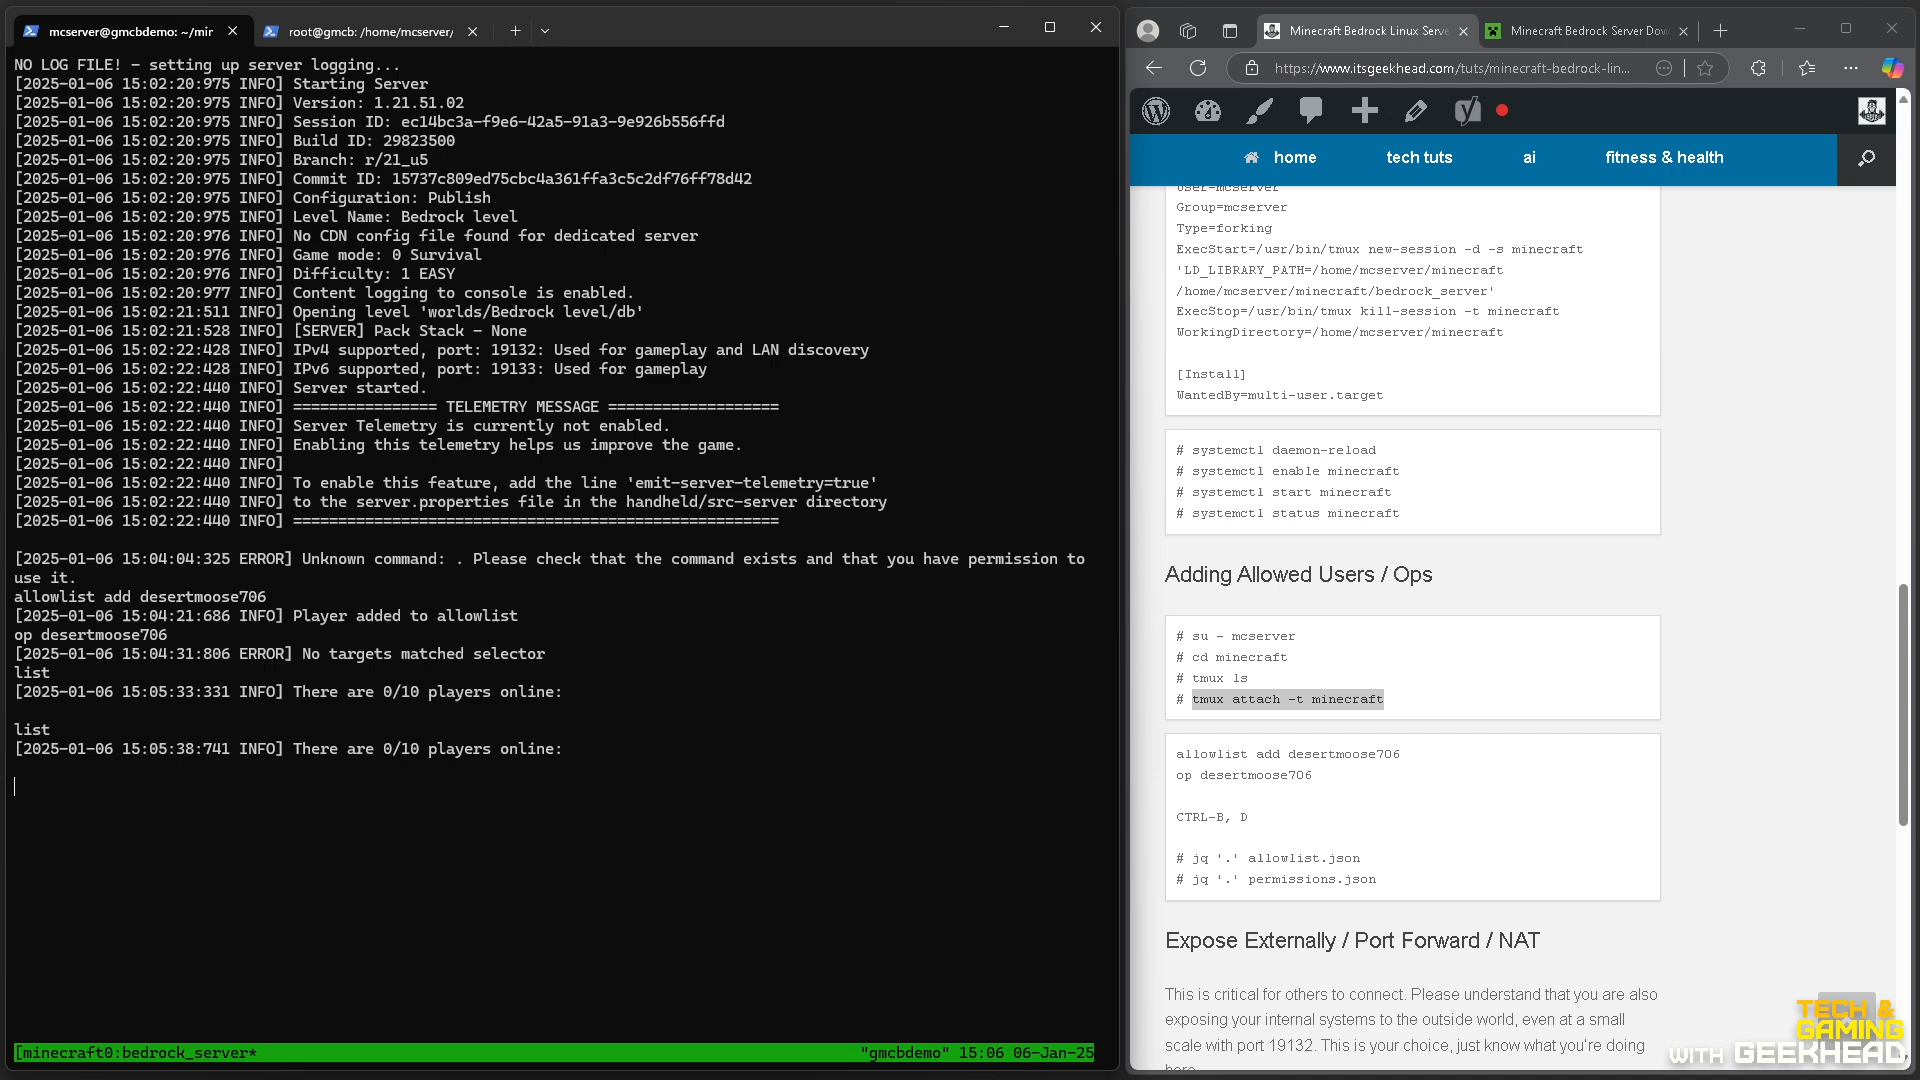 mcserver@gmcbdemo: ~/mir
root@gmcb: /home/mcserver/
NO LOG FILE! - setting up server logging...
[2025-01-06 15:02:20:975 INFO] Starting Server
[2025-01-06 15:02:20:975 INFO] Version: 1.21.51.02
[2025-01-06 15:02:20:975 INFO] Session ID: ec14bc3a-f9e6-42a5-91a3-9e926b556ffd
[2025-01-06 15:02:20:975 INFO] Build ID: 29823500
[2025-01-06 15:02:20:975 INFO] Branch: r/21_u5
[2025-01-06 15:02:20:975 INFO] Commit ID: 15737c809ed75cbc4a361ffa3c5c2df76ff78d42
[2025-01-06 15:02:20:975 INFO] Configuration: Publish
[2025-01-06 15:02:20:975 INFO] Level Name: Bedrock level
[2025-01-06 15:02:20:976 INFO] No CDN config file found for dedicated server
[2025-01-06 15:02:20:976 INFO] Game mode: 0 Survival
[2025-01-06 15:02:20:976 INFO] Difficulty: 1 EASY
[2025-01-06 15:02:20:977 INFO] Content logging to console is enabled.
[2025-01-06 15:02:21:511 INFO] Opening level 'worlds/Bedrock level/db'
[2025-01-06 15:02:21:528 INFO] [SERVER] Pack Stack - None
[2025-01-06 15:02:22:428 INFO] IPv4 supported, port: 19132: Used for gameplay and LAN discovery
[2025-01-06 15:02:22:428 INFO] IPv6 supported, port: 19133: Used for gameplay
[2025-01-06 15:02:22:440 INFO] Server started.
[2025-01-06 15:02:22:440 INFO] ================ TELEMETRY MESSAGE ===================
[2025-01-06 15:02:22:440 INFO] Server Telemetry is currently not enabled.
[2025-01-06 15:02:22:440 INFO] Enabling this telemetry helps us improve the game.
[2025-01-06 15:02:22:440 INFO]
[2025-01-06 15:02:22:440 INFO] To enable this feature, add the line 'emit-server-telemetry=true'
[2025-01-06 15:02:22:440 INFO] to the server.properties file in the handheld/src-server directory
[2025-01-06 15:02:22:440 INFO] ======================================================
[2025-01-06 15:04:04:325 ERROR] Unknown command: . Please check that the command exists and that you have permission to
use it.
allowlist add desertmoose706
[2025-01-06 15:04:21:686 INFO] Player added to allowlist
op desertmoose706
[2025-01-06 15:04:31:806 ERROR] No targets matched selector
list
[2025-01-06 15:05:33:331 INFO] There are 0/10 players online:
list
[2025-01-06 15:05:38:741 INFO] There are 0/10 players online:
[minecraft0:bedrock_server*
"gmcbdemo" 15:06 06-Jan-25
Minecraft Bedrock Linux Serve
Minecraft Bedrock Server Dow
https://www.itsgeekhead.com/tuts/minecraft-bedrock-lin...
home
tech tuts
ai
fitness & health
User=mcserver
Group=mcserver
Type=forking
ExecStart=/usr/bin/tmux new-session -d -s minecraft
'LD_LIBRARY_PATH=/home/mcserver/minecraft
/home/mcserver/minecraft/bedrock_server'
ExecStop=/usr/bin/tmux kill-session -t minecraft
WorkingDirectory=/home/mcserver/minecraft
[Install]
WantedBy=multi-user.target
# systemctl daemon-reload
# systemctl enable minecraft
# systemctl start minecraft
# systemctl status minecraft
Adding Allowed Users / Ops
# su - mcserver
# cd minecraft
# tmux ls
# tmux attach -t minecraft
allowlist add desertmoose706
op desertmoose706
CTRL-B, D
# jq '.' allowlist.json
# jq '.' permissions.json
Expose Externally / Port Forward / NAT
This is critical for others to connect. Please understand that you are also
exposing your internal systems to the outside world, even at a small
scale with port 19132. This is your choice, just know what you're doing
here
TECH &
GAMING
WITH GEEKHEAD